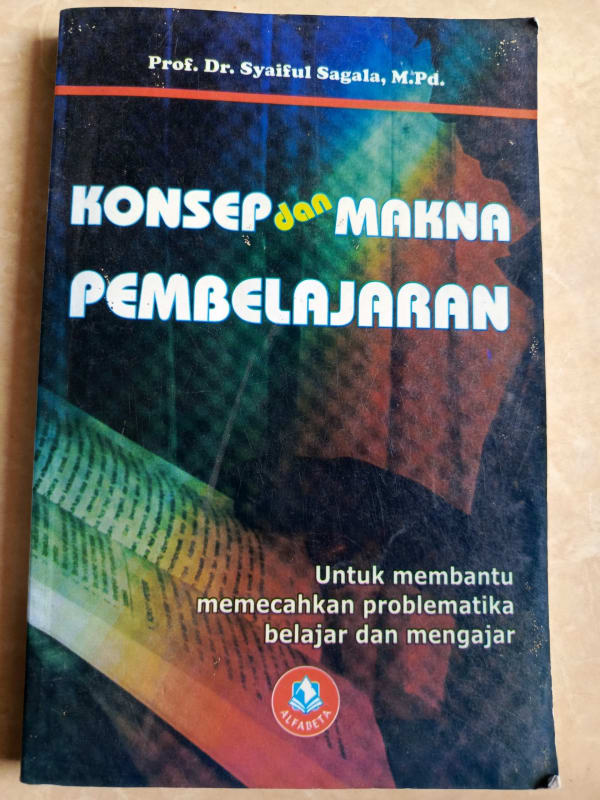 Prof. Dr. Syaiful Sagala, M.Pd.
KONSEP dan MAKNA
PEMBELAJARAN
Untuk membantu
memecahkan problematika
belajar dan mengajar
ALFABETA